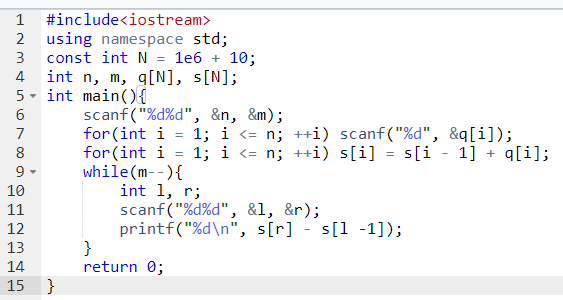 1 #include<iostream>
2 using namespace std;
3 const int N = 1e6 + 10;
4 int n, m, q[N], s[N];
5 int main(){
6 scanf("%d%d", &n, &m);
7 for(int i = 1; i <= n; ++i) scanf("%d", &q[i]);
8 for(int i = 1; i <= n; ++i) s[i] = s[i - 1] + q[i];
9 while(m--){
10 int l, r;
11 scanf("%d%d", &l, &r);
12 printf("%d\n", s[r] - s[l -1]);
13 }
14 return 0;
15 }